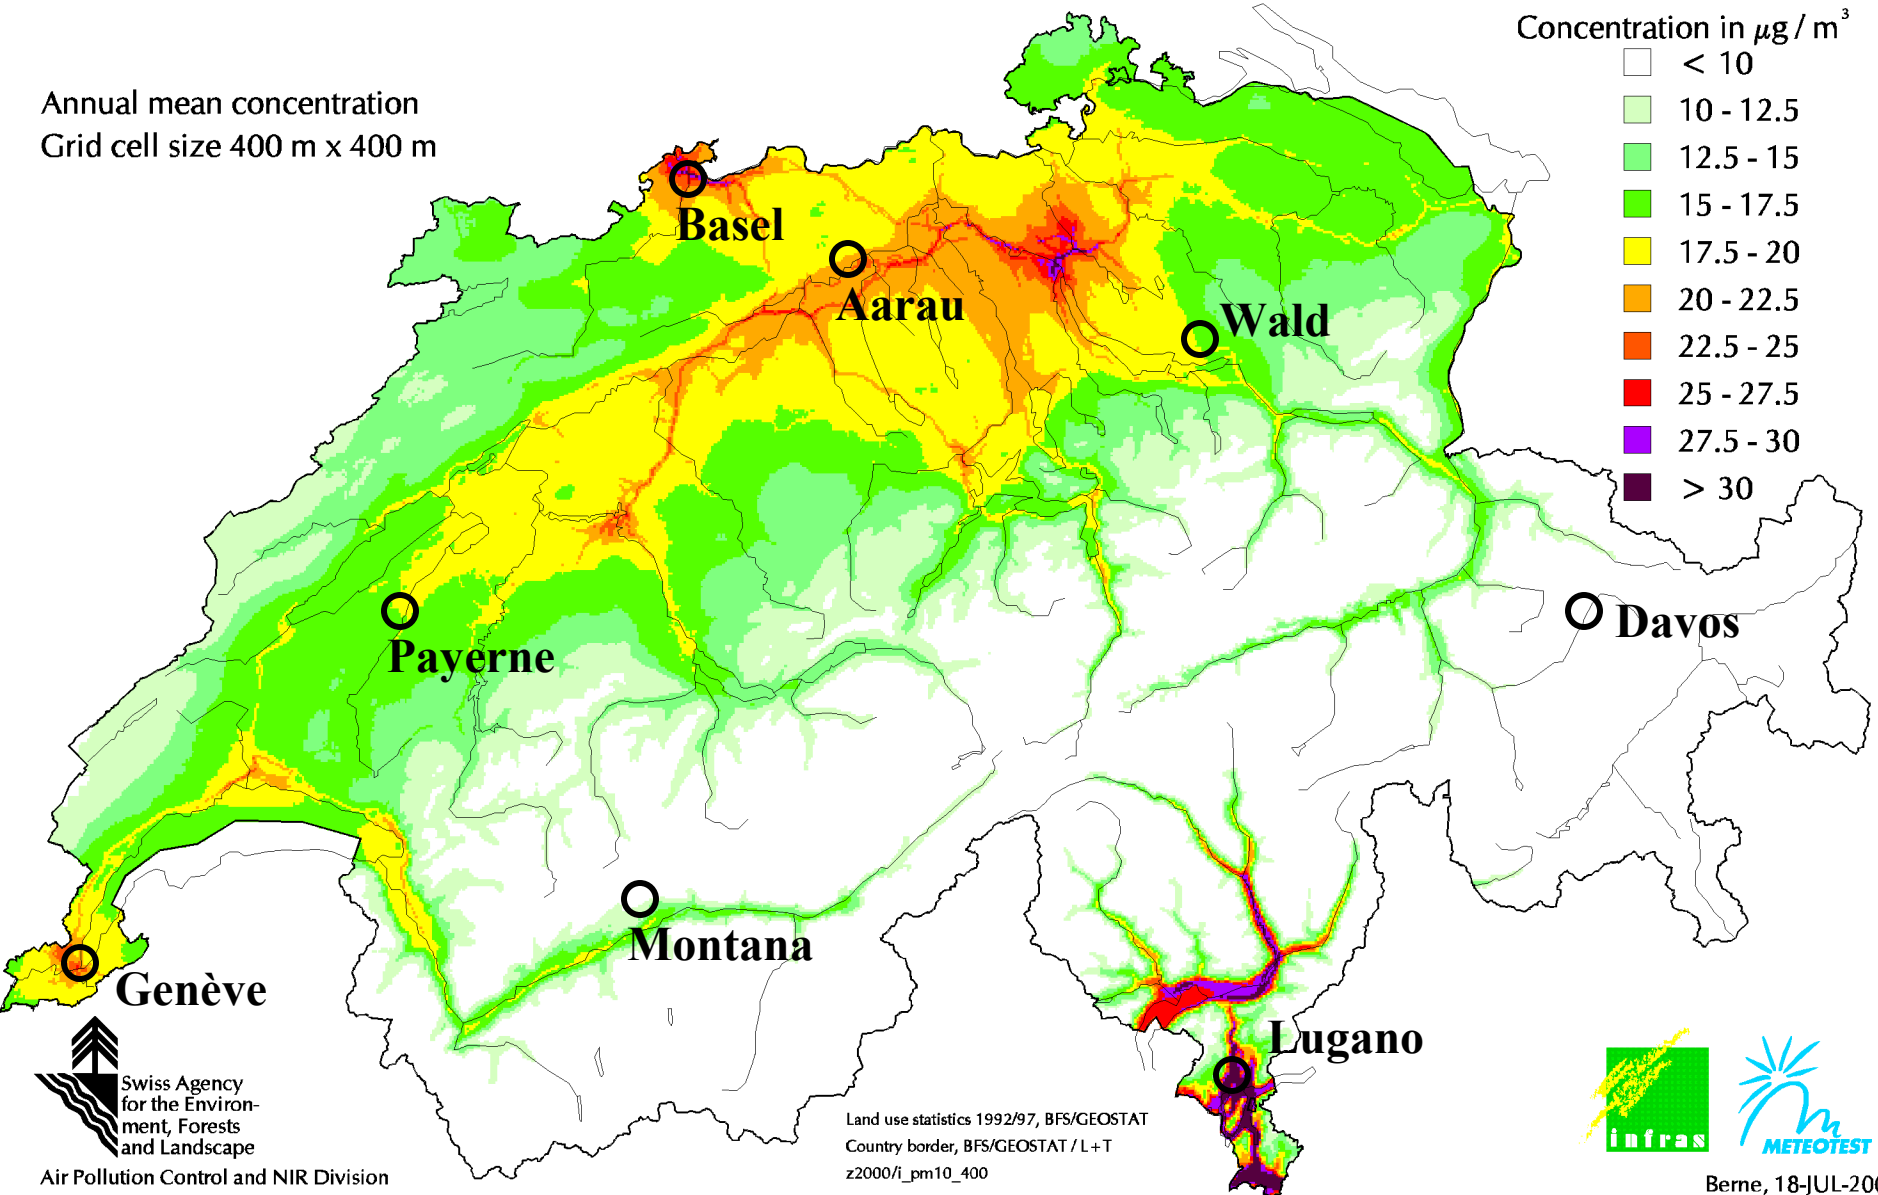 Concentration in µg / m³
< 10
10 - 12.5
12.5 - 15
15 - 17.5
17.5 - 20
20 - 22.5
22.5 - 25
25 - 27.5
27.5 - 30
> 30
Annual mean concentration
Grid cell size 400 m x 400 m
Basel
Aarau
Wald
Payerne
Davos
Montana
Genève
Lugano
Swiss Agency
for the Environ-
ment, Forests
and Landscape
Air Pollution Control and NIR Division
Land use statistics 1992/97, BFS/GEOSTAT
Country border, BFS/GEOSTAT / L+T
z2000/i_pm10_400
infras
METEOTEST
Berne, 18-JUL-200